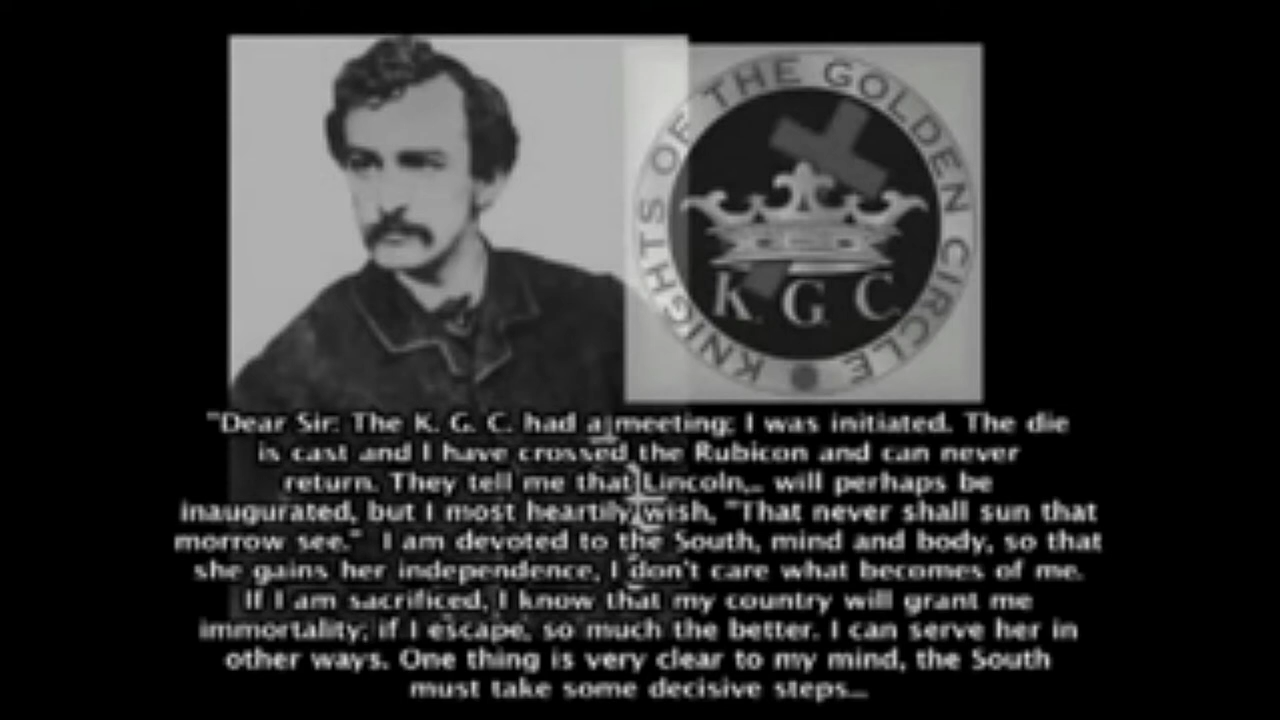 KNIGHTS OF THE GOLDEN CIRCLE
K. G. C.
"Dear Sir: The K. G. C. had a meeting; I was initiated. The die
is cast and I have crossed the Rubicon and can never
return. They tell me that Lincoln,.. will perhaps be
inaugurated, but I most heartily wish, "That never shall sun that
morrow see." I am devoted to the South, mind and body, so that
she gains her independence, I don't care what becomes of me.
If I am sacrificed, I know that my country will grant me
immortality; if I escape, so much the better. I can serve her in
other ways. One thing is very clear to my mind, the South
must take some decisive steps...